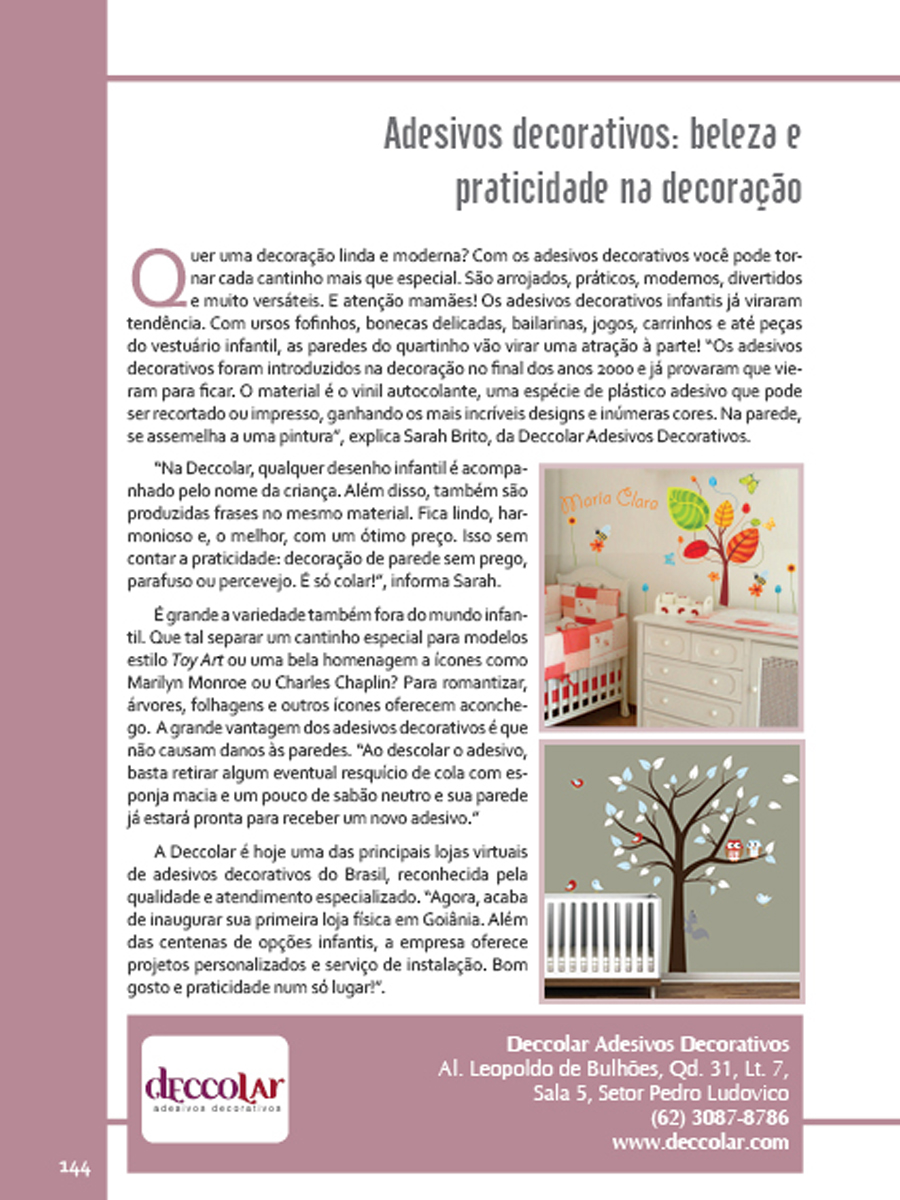 Adesivos decorativos: beleza e
praticidade na decoração
Quer uma decoração linda e moderna? Com os adesivos decorativos você pode tor-
nar cada cantinho mais que especial. São arrojados, práticos, modernos, divertidos
e muito versáteis. E atenção mamães! Os adesivos decorativos infantis já viraram
tendência. Com ursos fofinhos, bonecas delicadas, bailarinas, jogos, carrinhos e até peças
do vestuário infantil, as paredes do quartinho vão virar uma atração à parte! "Os adesivos
decorativos foram introduzidos na decoração no final dos anos 2000 e já provaram que vie-
ram para ficar. O material é o vinil autocolante, uma espécie de plástico adesivo que pode
ser recortado ou impresso, ganhando os mais incríveis designs e inúmeras cores. Na parede,
se assemelha a uma pintura", explica Sarah Brito, da Deccolar Adesivos Decorativos.
"Na Deccolar, qualquer desenho infantil é acompa-
nhado pelo nome da criança. Além disso, também são
produzidas frases no mesmo material. Fica lindo, har-
monioso e, o melhor, com um ótimo preço. Isso sem
contar a praticidade: decoração de parede sem prego,
parafuso ou percevejo. É só colar!", informa Sarah.
É grande a variedade também fora do mundo infan-
til. Que tal separar um cantinho especial para modelos
estilo Toy Art ou uma bela homenagem a ícones como
Marilyn Monroe ou Charles Chaplin? Para romantizar,
árvores, folhagens e outros ícones oferecem aconche-
go. A grande vantagem dos adesivos decorativos é que
não causam danos às paredes. "Ao descolar o adesivo,
basta retirar algum eventual resquício de cola com es-
ponja macia e um pouco de sabão neutro e sua parede
já estará pronta para receber um novo adesivo."
A Deccolar é hoje uma das principais lojas virtuais
de adesivos decorativos do Brasil, reconhecida pela
qualidade e atendimento especializado. "Agora, acaba
de inaugurar sua primeira loja física em Goiânia. Além
das centenas de opções infantis, a empresa oferece
projetos personalizados e serviço de instalação. Bom
gosto e praticidade num só lugar!".
Maria Clara
deccolar
adesivos decorativos
Deccolar Adesivos Decorativos
Al. Leopoldo de Bulhões, Qd. 31, Lt. 7,
Sala 5, Setor Pedro Ludovico
(62) 3087-8786
www.deccolar.com
144